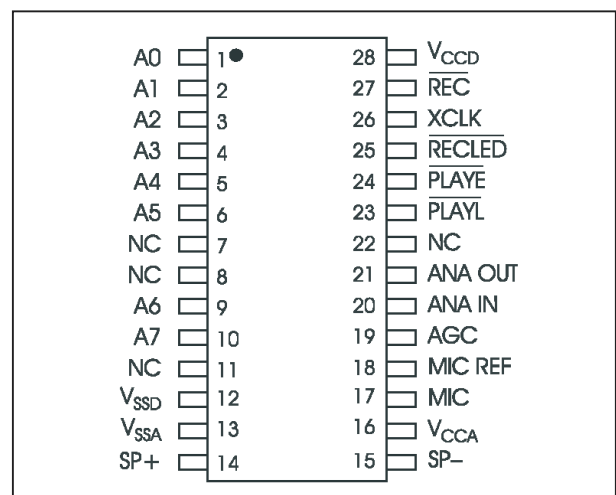 A0 1 28 VCCD
A1 2 27 REC
A2 3 26 XCLK
A3 4 25 RECLED
A4 5 24 PLAYE
A5 6 23 PLAYL
NC 7 22 NC
NC 8 21 ANA OUT
A6 9 20 ANA IN
A7 10 19 AGC
NC 11 18 MIC REF
VSSD 12 17 MIC
VSSA 13 16 VCCA
SP+ 14 15 SP–